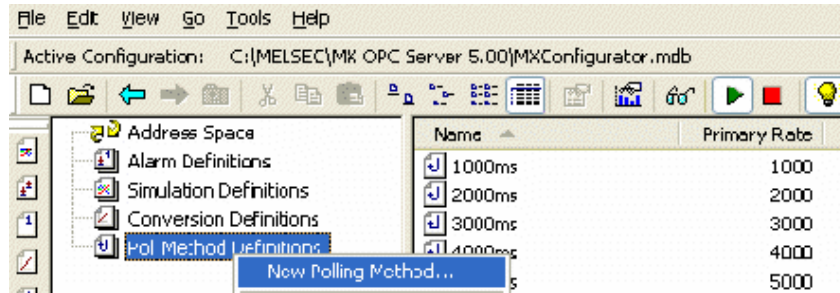 File Edit View Go Tools Help
Active Configuration: C:\MELSEC\MX OPC Server 5.00\MXConfigurator.mdb
Address Space
Alarm Definitions
Simulation Definitions
Conversion Definitions
Poll Method Definitions
New Polling Method...
Name Primary Rate
1000ms 1000
2000ms 2000
3000ms 3000
4000ms 4000
5000